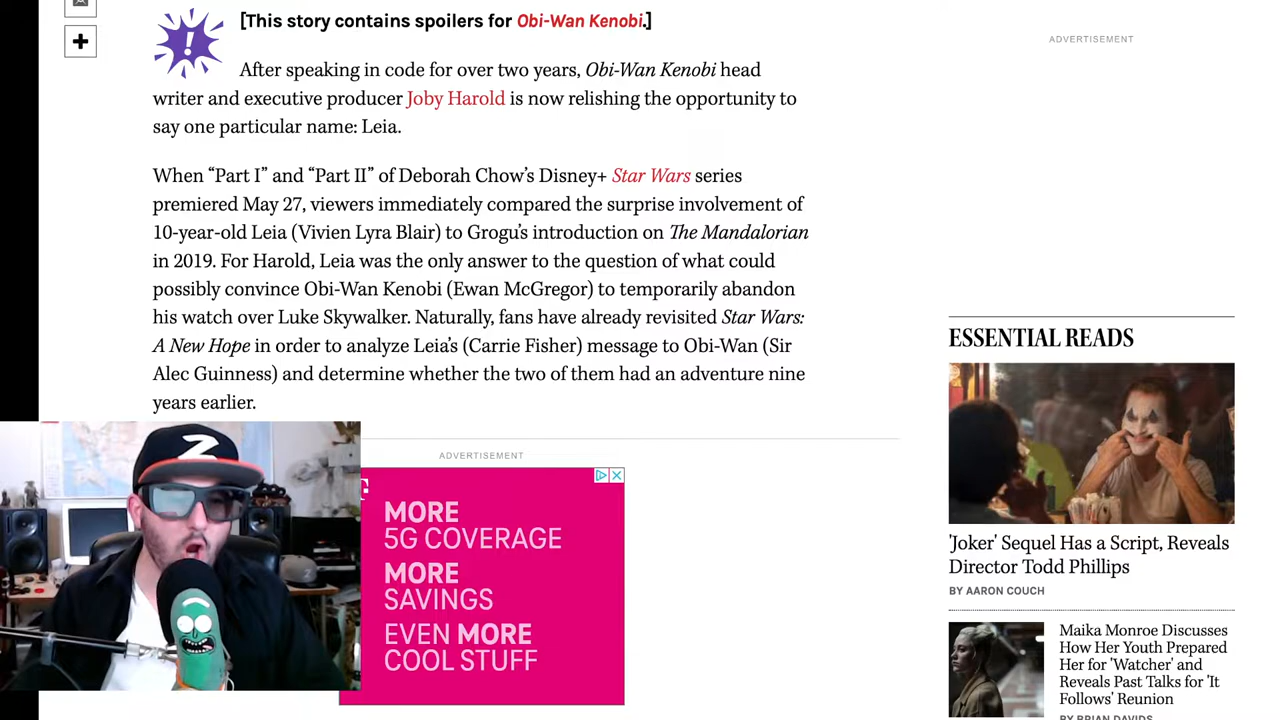 [This story contains spoilers for Obi-Wan Kenobi.]
After speaking in code for over two years, Obi-Wan Kenobi head
writer and executive producer Joby Harold is now relishing the opportunity to
say one particular name: Leia.
When “Part I” and “Part II” of Deborah Chow’s Disney+ Star Wars series
premiered May 27, viewers immediately compared the surprise involvement of
10-year-old Leia (Vivien Lyra Blair) to Grogu’s introduction on The Mandalorian
in 2019. For Harold, Leia was the only answer to the question of what could
possibly convince Obi-Wan Kenobi (Ewan McGregor) to temporarily abandon
his watch over Luke Skywalker. Naturally, fans have already revisited Star Wars:
A New Hope in order to analyze Leia’s (Carrie Fisher) message to Obi-Wan (Sir
Alec Guinness) and determine whether the two of them had an adventure nine
years earlier.
ADVERTISEMENT
MORE
5G COVERAGE
MORE
SAVINGS
EVEN MORE
COOL STUFF
ADVERTISEMENT
ESSENTIAL READS
'Joker' Sequel Has a Script, Reveals
Director Todd Phillips
BY AARON COUCH
Maika Monroe Discusses
How Her Youth Prepared
Her for 'Watcher' and
Reveals Past Talks for 'It
Follows' Reunion
BY BRIAN DAVIDS